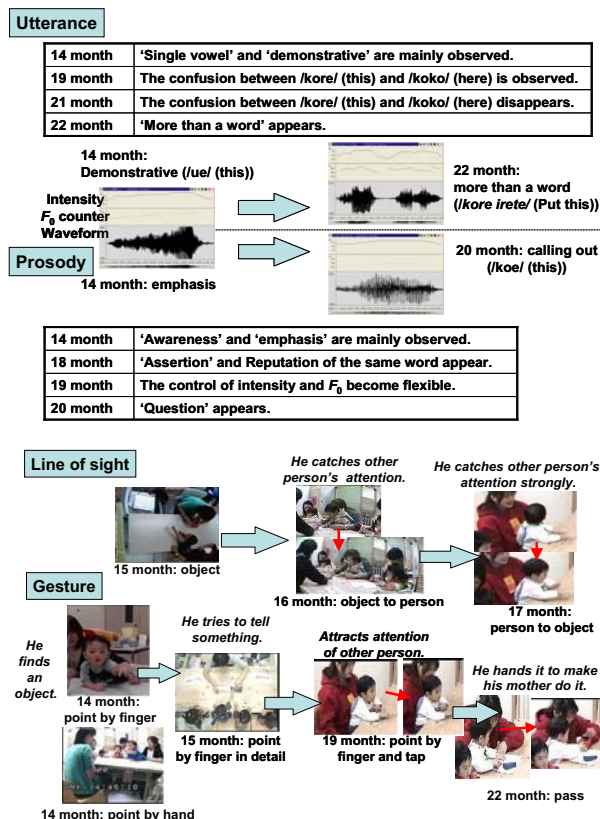 Utterance
14 month ‘Single vowel’ and ‘demonstrative’ are mainly observed.
19 month The confusion between /kore/ (this) and /koko/ (here) is observed.
21 month The confusion between /kore/ (this) and /koko/ (here) disappears.
22 month ‘More than a word’ appears.
14 month:
Demonstrative (/ue/ (this))
22 month:
more than a word
(/kore irete/ (Put this))
Intensity
F0 counter
Waveform
Prosody
14 month: emphasis
20 month: calling out
(/koe/ (this))
14 month ‘Awareness’ and ‘emphasis’ are mainly observed.
18 month ‘Assertion’ and Reputation of the same word appear.
19 month The control of intensity and F0 become flexible.
20 month ‘Question’ appears.
Line of sight
15 month: object
He catches other
person’s attention.
16 month: object to person
He catches other person’s
attention strongly.
17 month:
person to object
Gesture
He
finds
an
object.
14 month:
point by finger
14 month: point by hand
He tries to tell
something.
15 month: point
by finger in detail
Attracts attention
of other person.
19 month: point by
finger and tap
He hands it to make
his mother do it.
22 month: pass